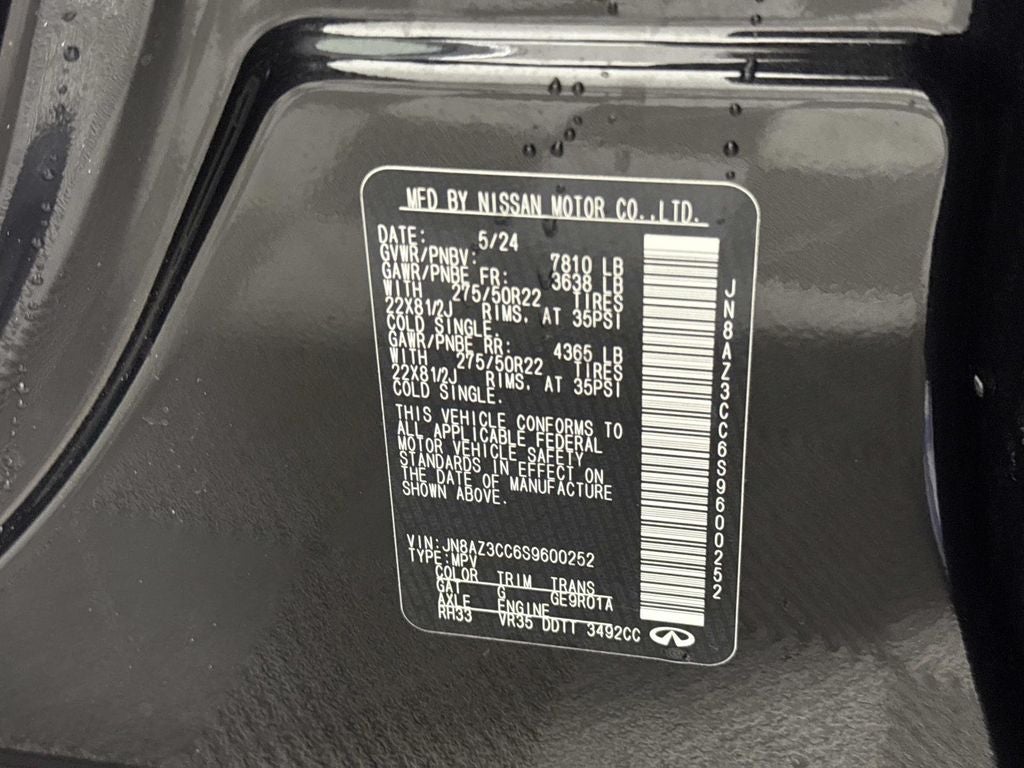 MFD BY NISSAN MOTOR CO.,LTD.
DATE: 5/24
GVWR/PNBV: 7810 LB
GAWR/PNBE FR: 3638 LB
WITH 275/50R22 TIRES
22X81/2J RIMS, AT 35PSI
COLD SINGLE.
GAWR/PNBE RR: 4365 LB
WITH 275/50R22 TIRES
22X81/2J RIMS, AT 35PSI
COLD SINGLE.
THIS VEHICLE CONFORMS TO
ALL APPLICABLE FEDERAL
MOTOR VEHICLE SAFETY
STANDARDS IN EFFECT ON
THE DATE OF MANUFACTURE
SHOWN ABOVE.
VIN:JN8AZ3CC6S9600252
TYPE:MPV
COLOR TRIM TRANS
GAT G GE9R01A
AXLE ENGINE
RH33 VR35 DDTT 3492CC
JN8AZ3CC6S9600252